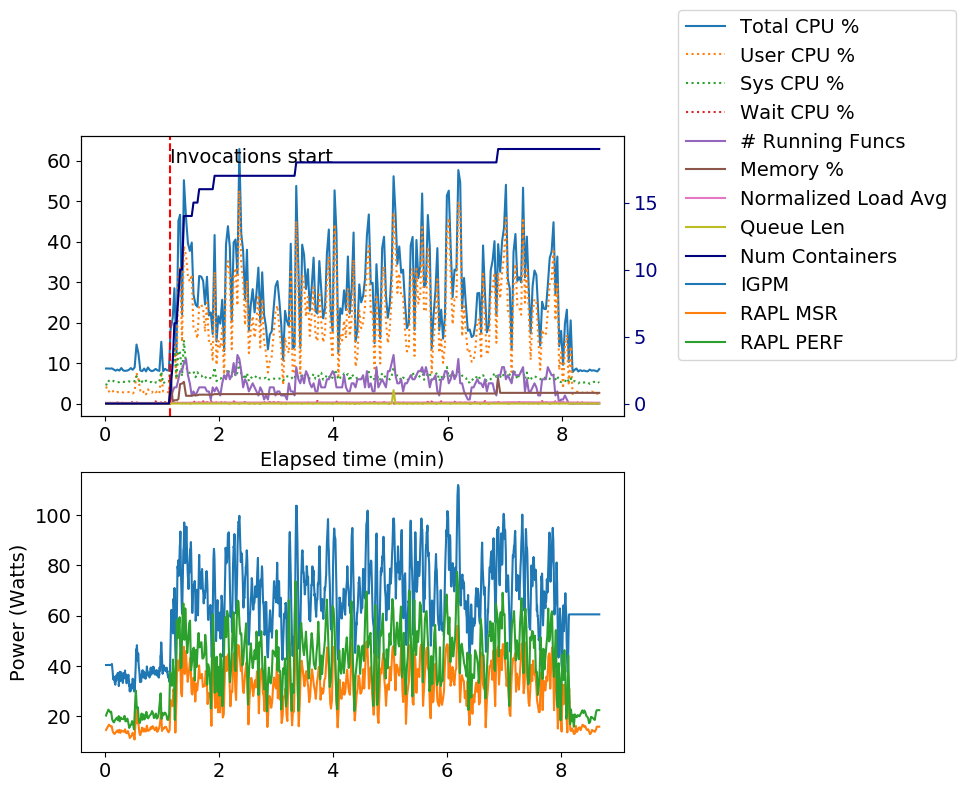 Total CPU %
User CPU %
Sys CPU %
Wait CPU %
# Running Funcs
Memory %
Normalized Load Avg
Queue Len
Num Containers
IGPM
RAPL MSR
RAPL PERF
Invocations start
60
50
40
30
20
10
0
15
10
5
0
0 2 4 6 8
Elapsed time (min)
Power (Watts)
100
80
60
40
20
0 2 4 6 8